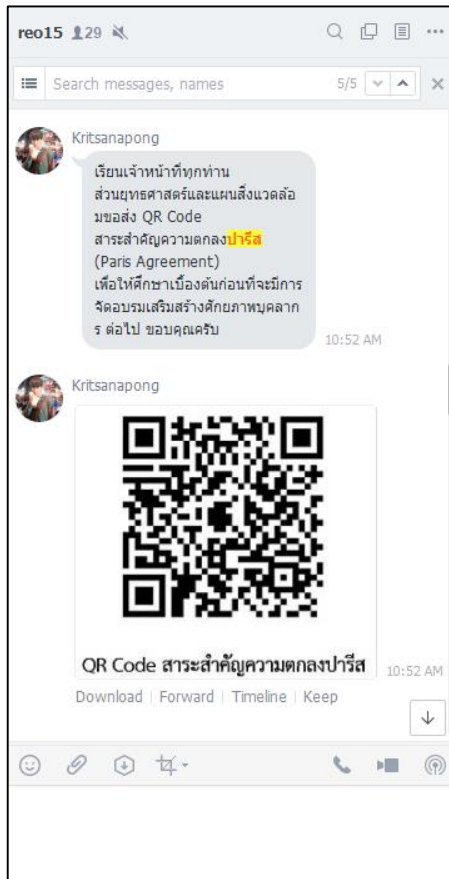 reo15 29
Search messages, names 5/5
Kritsanapong
เรียนเจ้าหน้าที่ทุกท่าน
ส่วนยุทธศาสตร์และแผนสิ่งแวดล้อ
มขอส่ง QR Code
สาระสำคัญความตกลงปารีส
(Paris Agreement)
เพื่อให้ศึกษาเบื้องต้นก่อนที่จะมีการ
จัดอบรมเสริมสร้างศักยภาพบุคลาก
ร ต่อไป ขอบคุณครับ
10:52 AM
Kritsanapong
QR Code สาระสำคัญความตกลงปารีส
10:52 AM
Download | Forward | Timeline | Keep